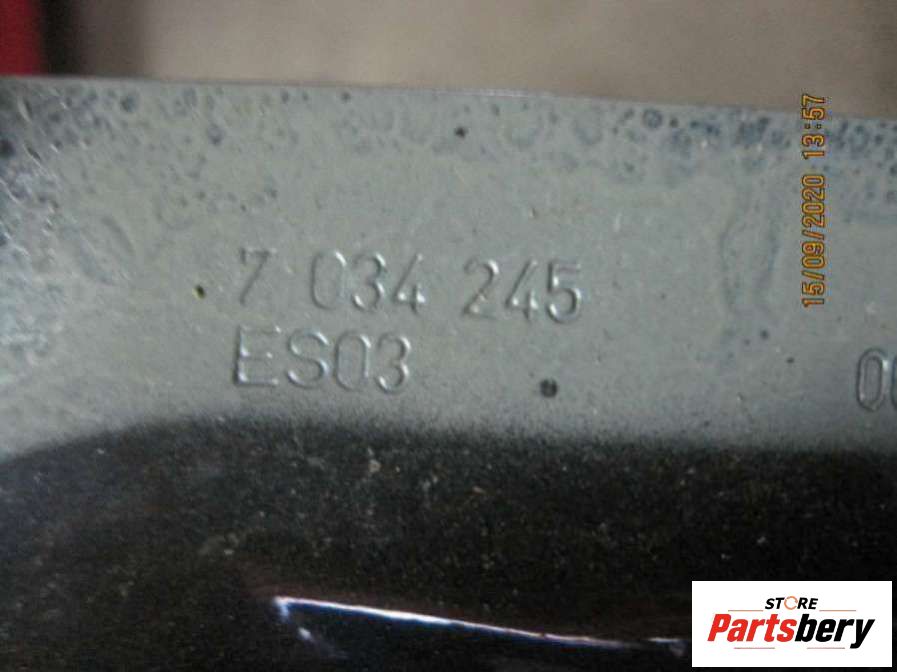 15/09/2020 13:57
7 034 245
ES03
STORE
Partsbery